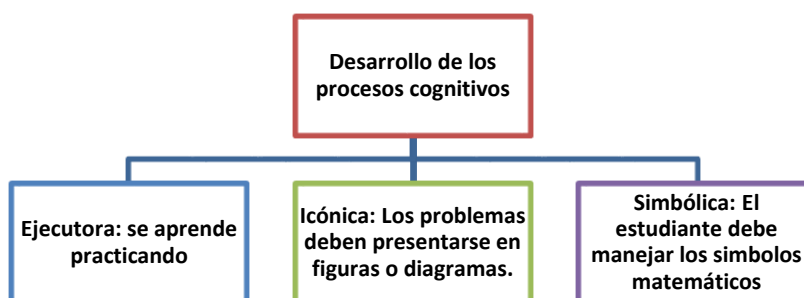 Desarrollo de los
procesos cognitivos
Ejecutora: se aprende
practicando
Icónica: Los problemas
deben presentarse en
figuras o diagramas.
Simbólica: El
estudiante debe
manejar los simbolos
matemáticos